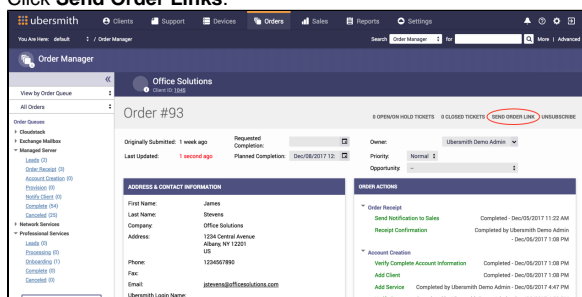 Click Send Order Links.
ubersmith
Clients
Support
Devices
Orders
Sales
Reports
Settings
You Are Here: default / Order Manager
Search Order Manager for
More | Advanced
Order Manager
View by Order Queue
All Orders
Order Queues
Cloudstack
Exchange Mailbox
Managed Server
Leads (2)
Order Receipt (3)
Account Creation (0)
Provision (0)
Notify Client (0)
Complete (54)
Canceled (25)
Network Services
Professional Services
Leads (0)
Processing (0)
Onboarding (1)
Complete (0)
Canceled (0)
Office Solutions
Client ID: 1046
Order #93
0 OPEN/ON HOLD TICKETS 0 CLOSED TICKETS SEND ORDER LINK UNSUBSCRIBE
Originally Submitted: 1 week ago
Requested Completion:
Last Updated: 1 second ago
Planned Completion: Dec/08/2017 12:
Owner: Ubersmith Demo Admin
Priority: Normal
Opportunity: --
ADDRESS & CONTACT INFORMATION
First Name: James
Last Name: Stevens
Company: Office Solutions
Address: 1234 Central Avenue
Albany, NY 12201
US
Phone: 1234567890
Fax:
Email: jstevens@officesolutions.com
Ubersmith Login Name:
ORDER ACTIONS
Order Receipt
Send Notification to Sales Completed - Dec/05/2017 11:22 AM
Receipt Confirmation Completed by Ubersmith Demo Admin
- Dec/06/2017 1:08 PM
Account Creation
Verify Complete Account Information Completed - Dec/06/2017 1:08 PM
Add Client Completed - Dec/06/2017 1:08 PM
Add Service Completed by Ubersmith Demo Admin - Dec/06/2017 4:47 PM